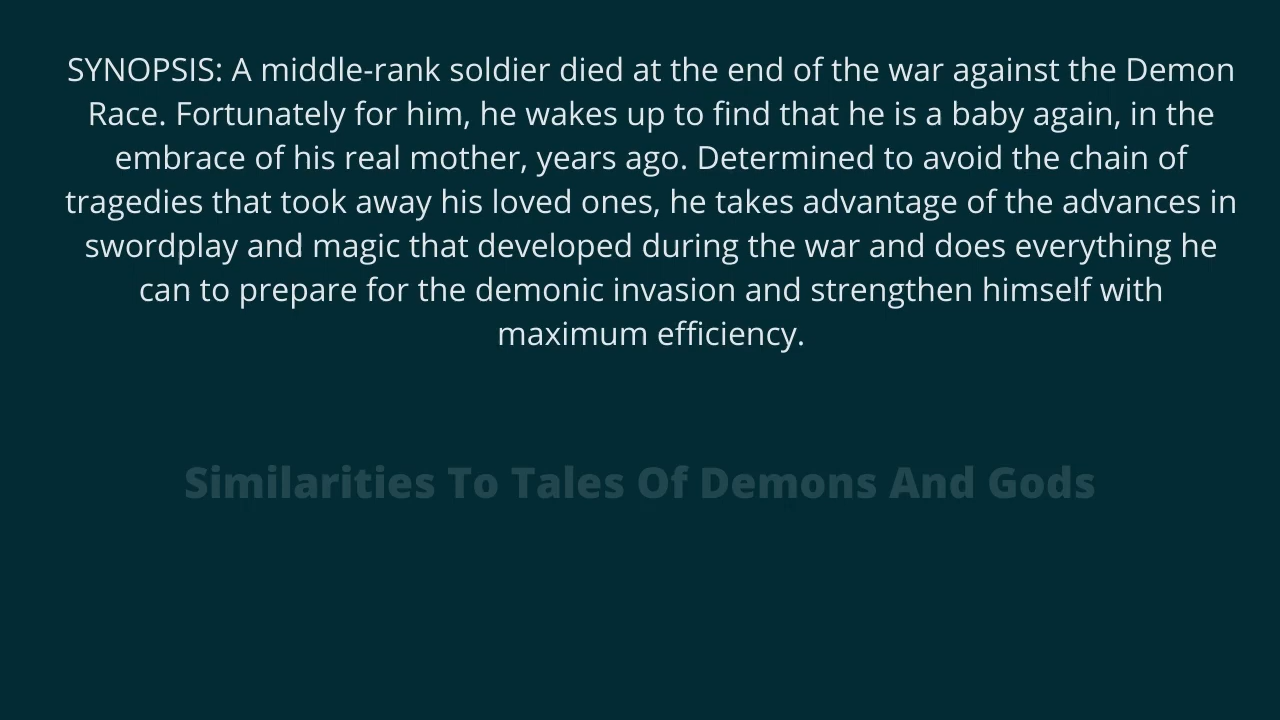 SYNOPSIS: A middle-rank soldier died at the end of the war against the Demon
Race. Fortunately for him, he wakes up to find that he is a baby again, in the
embrace of his real mother, years ago. Determined to avoid the chain of
tragedies that took away his loved ones, he takes advantage of the advances in
swordplay and magic that developed during the war and does everything he
can to prepare for the demonic invasion and strengthen himself with
maximum efficiency.
Similarities To Tales Of Demons And Gods